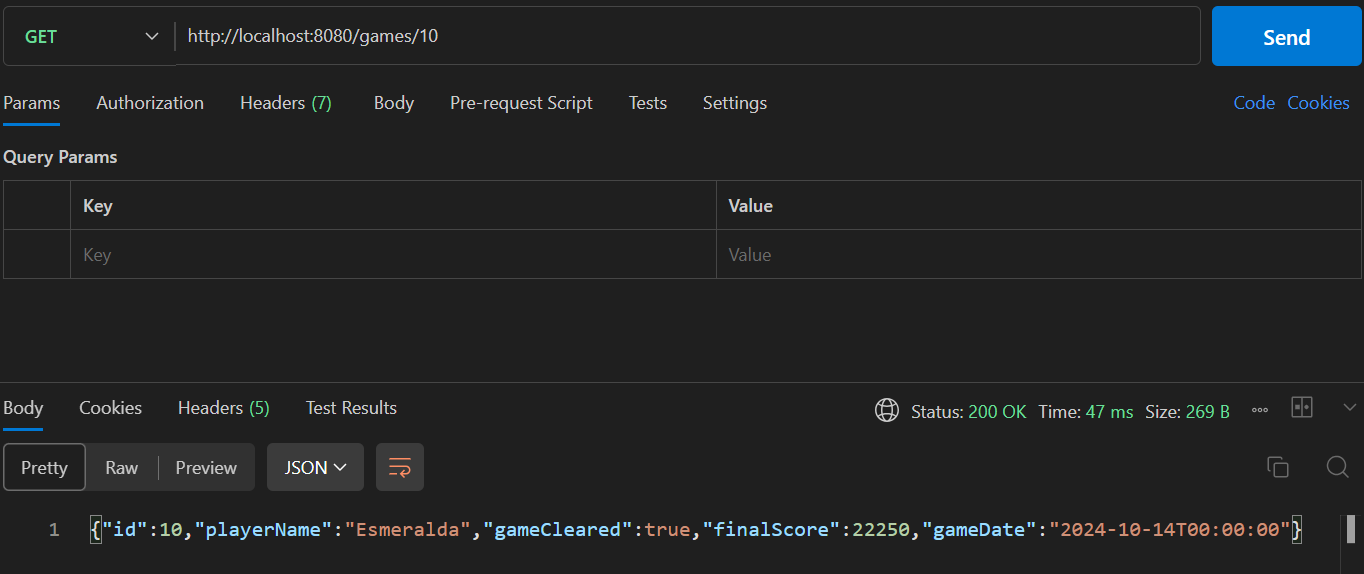 GET http://localhost:8080/games/10 Send
Params Authorization Headers (7) Body Pre-request Script Tests Settings Code Cookies
Query Params
Key Value
Key Value
Body Cookies Headers (5) Test Results Status: 200 OK Time: 47 ms Size: 269 B
Pretty Raw Preview JSON
1 {"id":10,"playerName":"Esmeralda","gameCleared":true,"finalScore":22250,"gameDate":"2024-10-14T00:00:00"}